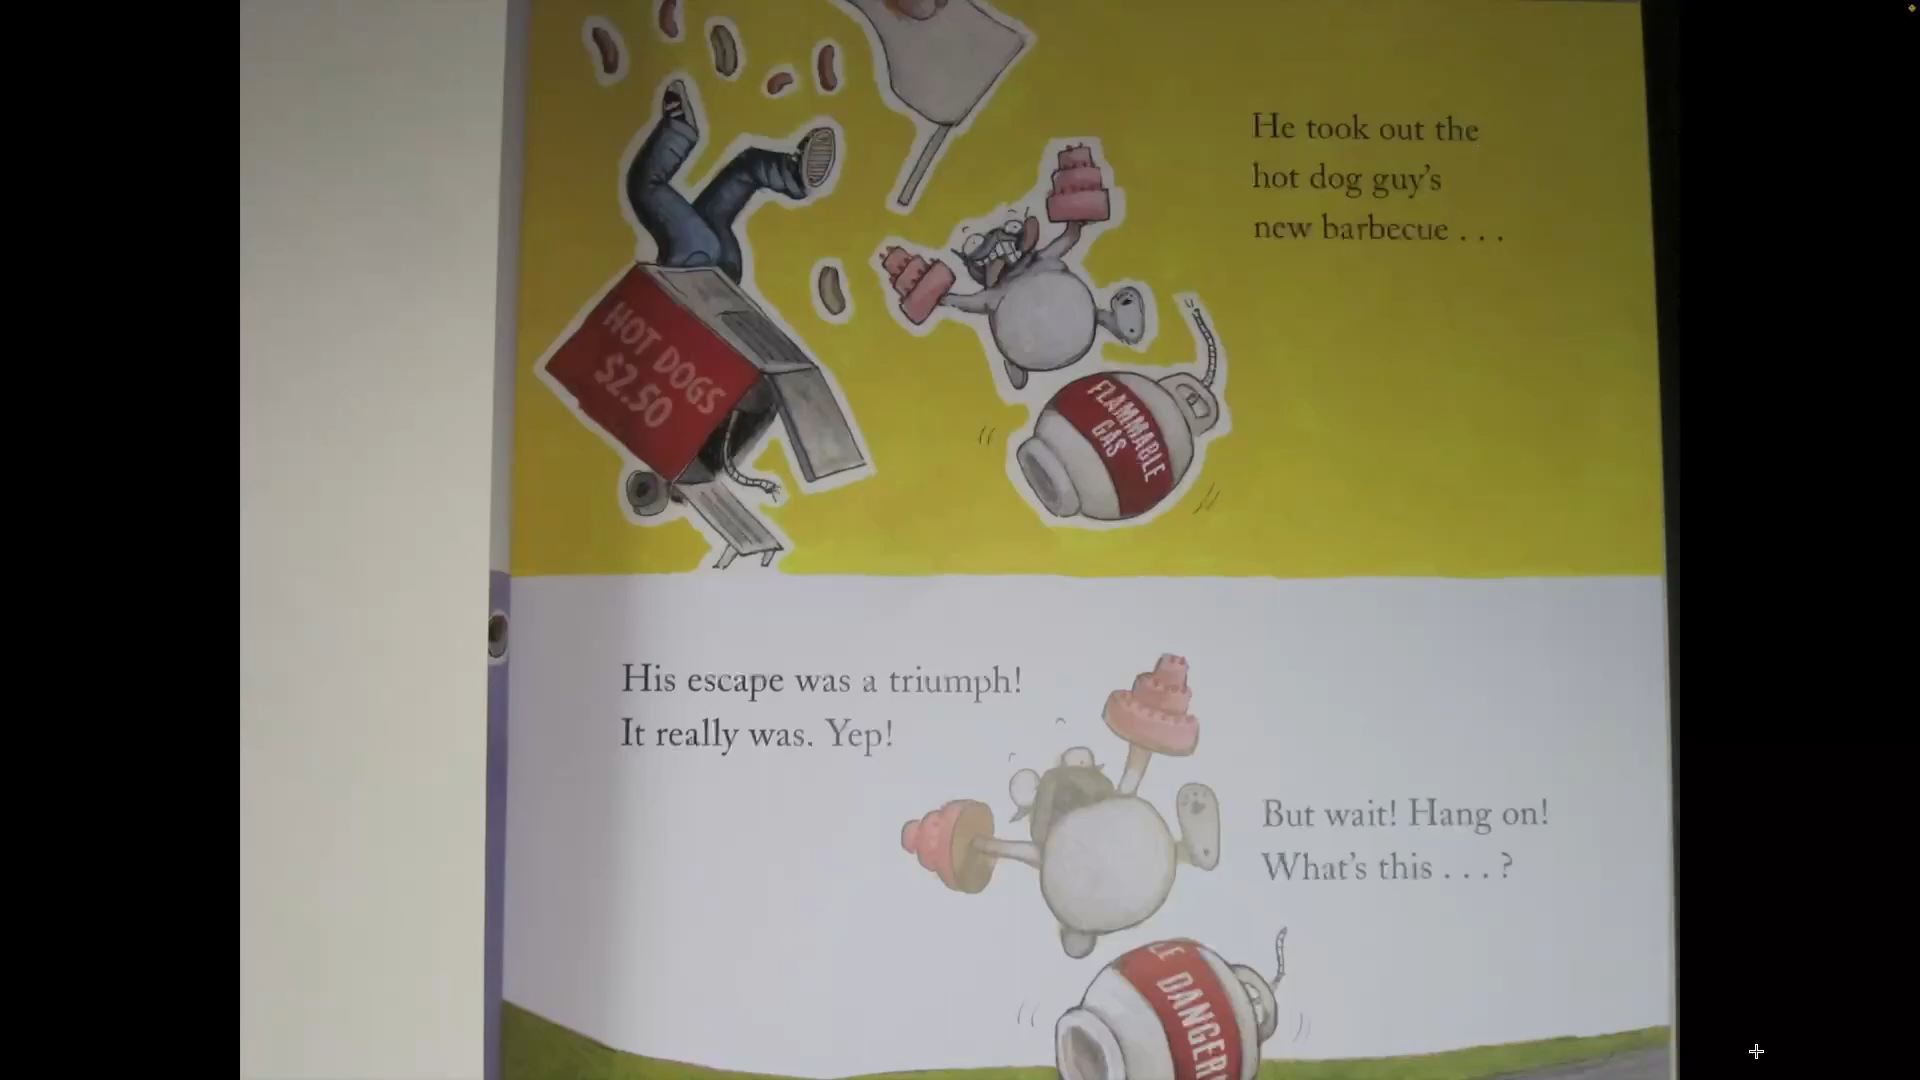 He took out the
hot dog guy's
new barbecue . . .
HOT DOGS
$2.50
FLAMMABLE
GAS
His escape was a triumph!
It really was. Yep!
But wait! Hang on!
What's this . . . ?
LE DANGER